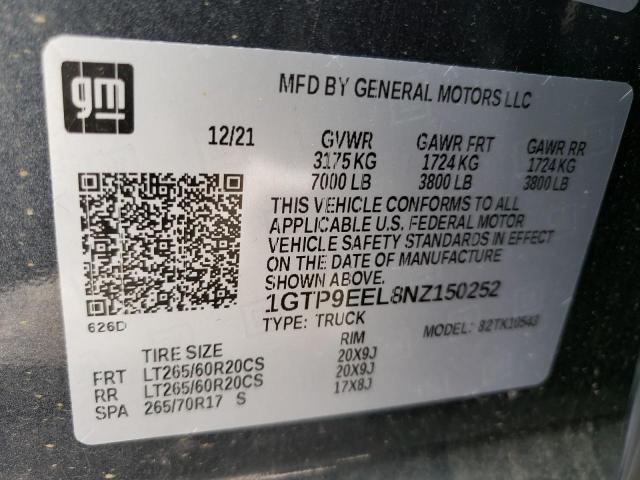 gm
MFD BY GENERAL MOTORS LLC
12/21 GVWR GAWR FRT GAWR RR
3175 KG 1724 KG 1724 KG
7000 LB 3800 LB 3800 LB
THIS VEHICLE CONFORMS TO ALL
APPLICABLE U.S. FEDERAL MOTOR
VEHICLE SAFETY STANDARDS IN EFFECT
ON THE DATE OF MANUFACTURE
SHOWN ABOVE.
1GTP9EEL8NZ150252
626D TYPE: TRUCK MODEL: 82TK10543
TIRE SIZE RIM
FRT LT265/60R20CS 20X9J
RR LT265/60R20CS 20X9J
SPA 265/70R17 S 17X8J